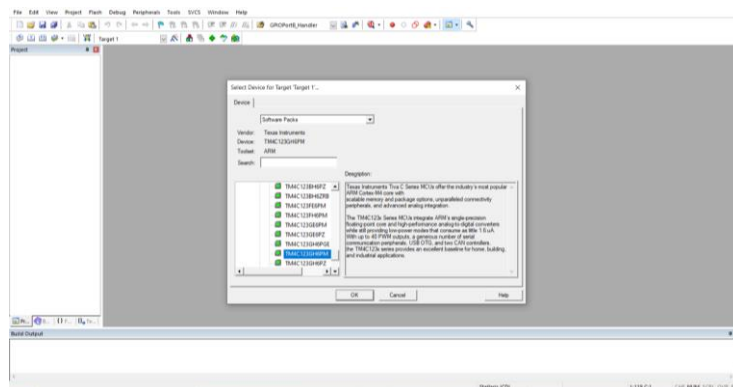 File Edit View Project Flash Debug Peripherals Tools SVCS Window Help
GPIOPortB_Handler
Target 1
Project
Select Device for Target 'Target 1'...
Device
Software Packs
Vendor: Texas Instruments
Device: TM4C123GH6PM
Toolset: ARM
Search:
Description:
TM4C123BH6PZ
TM4C123BH6ZRB
TM4C123FE6PM
TM4C123FH6PM
TM4C123GE6PM
TM4C123GE6PZ
TM4C123GH6PGE
TM4C123GH6PM
TM4C123GH6PZ
Texas Instruments Tiva C Series MCUs offer the industry's most popular
ARM Cortex-M4 core with
scalable memory and package options, unparalleled connectivity
peripherals, and advanced analog integration.
The TM4C123x Series MCUs integrate ARM's single-precision
floating point core and high-performance analog-to-digital converters
while still providing low-power modes that consume as little 1.6 uA.
With up to 40 PWM outputs, a generous number of serial
communication peripherals, USB OTG, and two CAN controllers,
the TM4C123x series provides an excellent baseline for home, building,
and industrial applications.
OK Cancel Help
Build Output